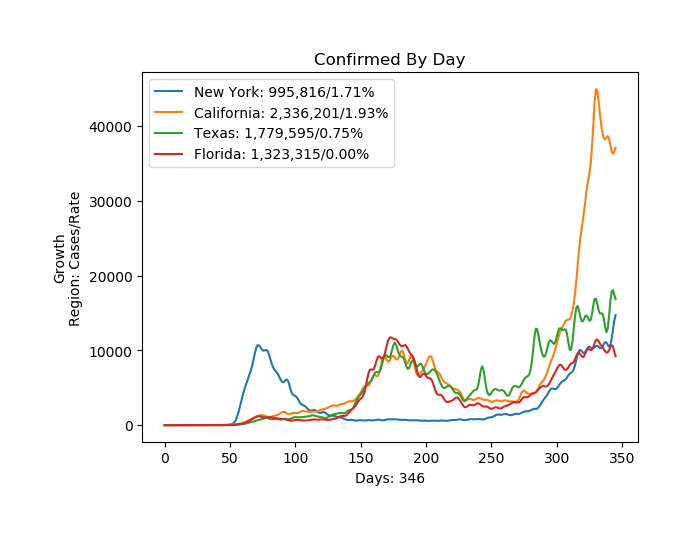 Confirmed By Day
New York: 995,816/1.71%
California: 2,336,201/1.93%
Texas: 1,779,595/0.75%
Florida: 1,323,315/0.00%
Growth
Region: Cases/Rate
40000
30000
20000
10000
0
0 50 100 150 200 250 300 350
Days: 346